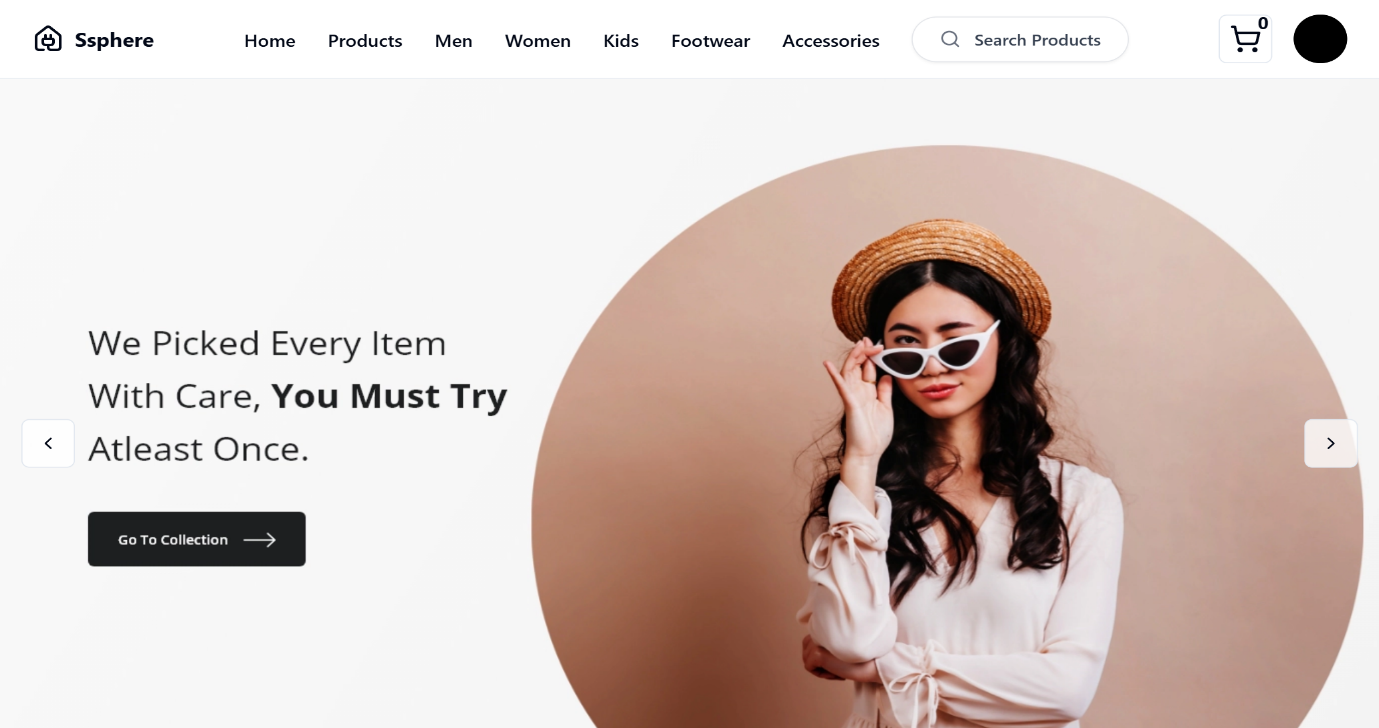 Ssphere
Home Products Men Women Kids Footwear Accessories Search Products 0
We Picked Every Item
With Care, You Must Try
Atleast Once.
Go To Collection